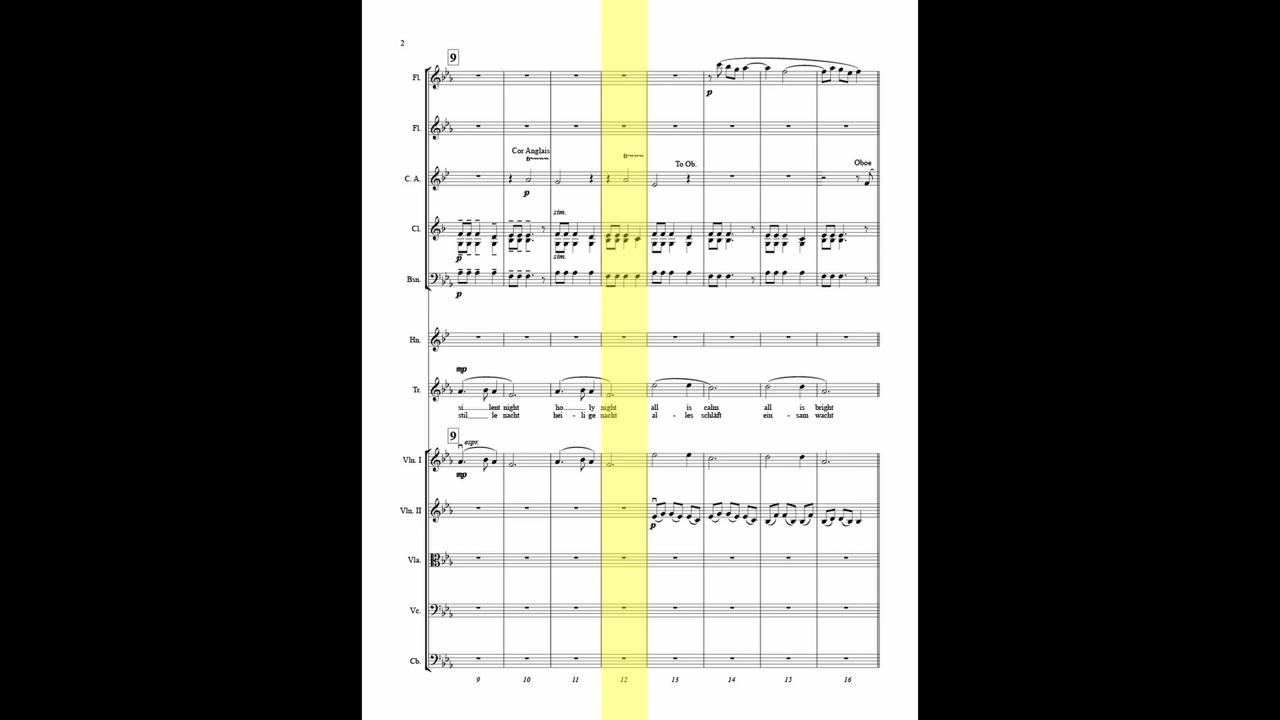 2
9
Fl.
p
Fl.
Cor Anglais
To Ob.
Oboe
C. A.
p
sim.
Cl.
p
sim.
Bsn.
p
Hn.
mp
Tr.
si lent night ho ly night all is calm all is bright
stil le nacht hei - li ge nacht al - les schläft ein - sam wacht
9
espr.
Vln. I
mp
Vln. II
p
Vla.
Vc.
Cb.
9 10 11 12 13 14 15 16